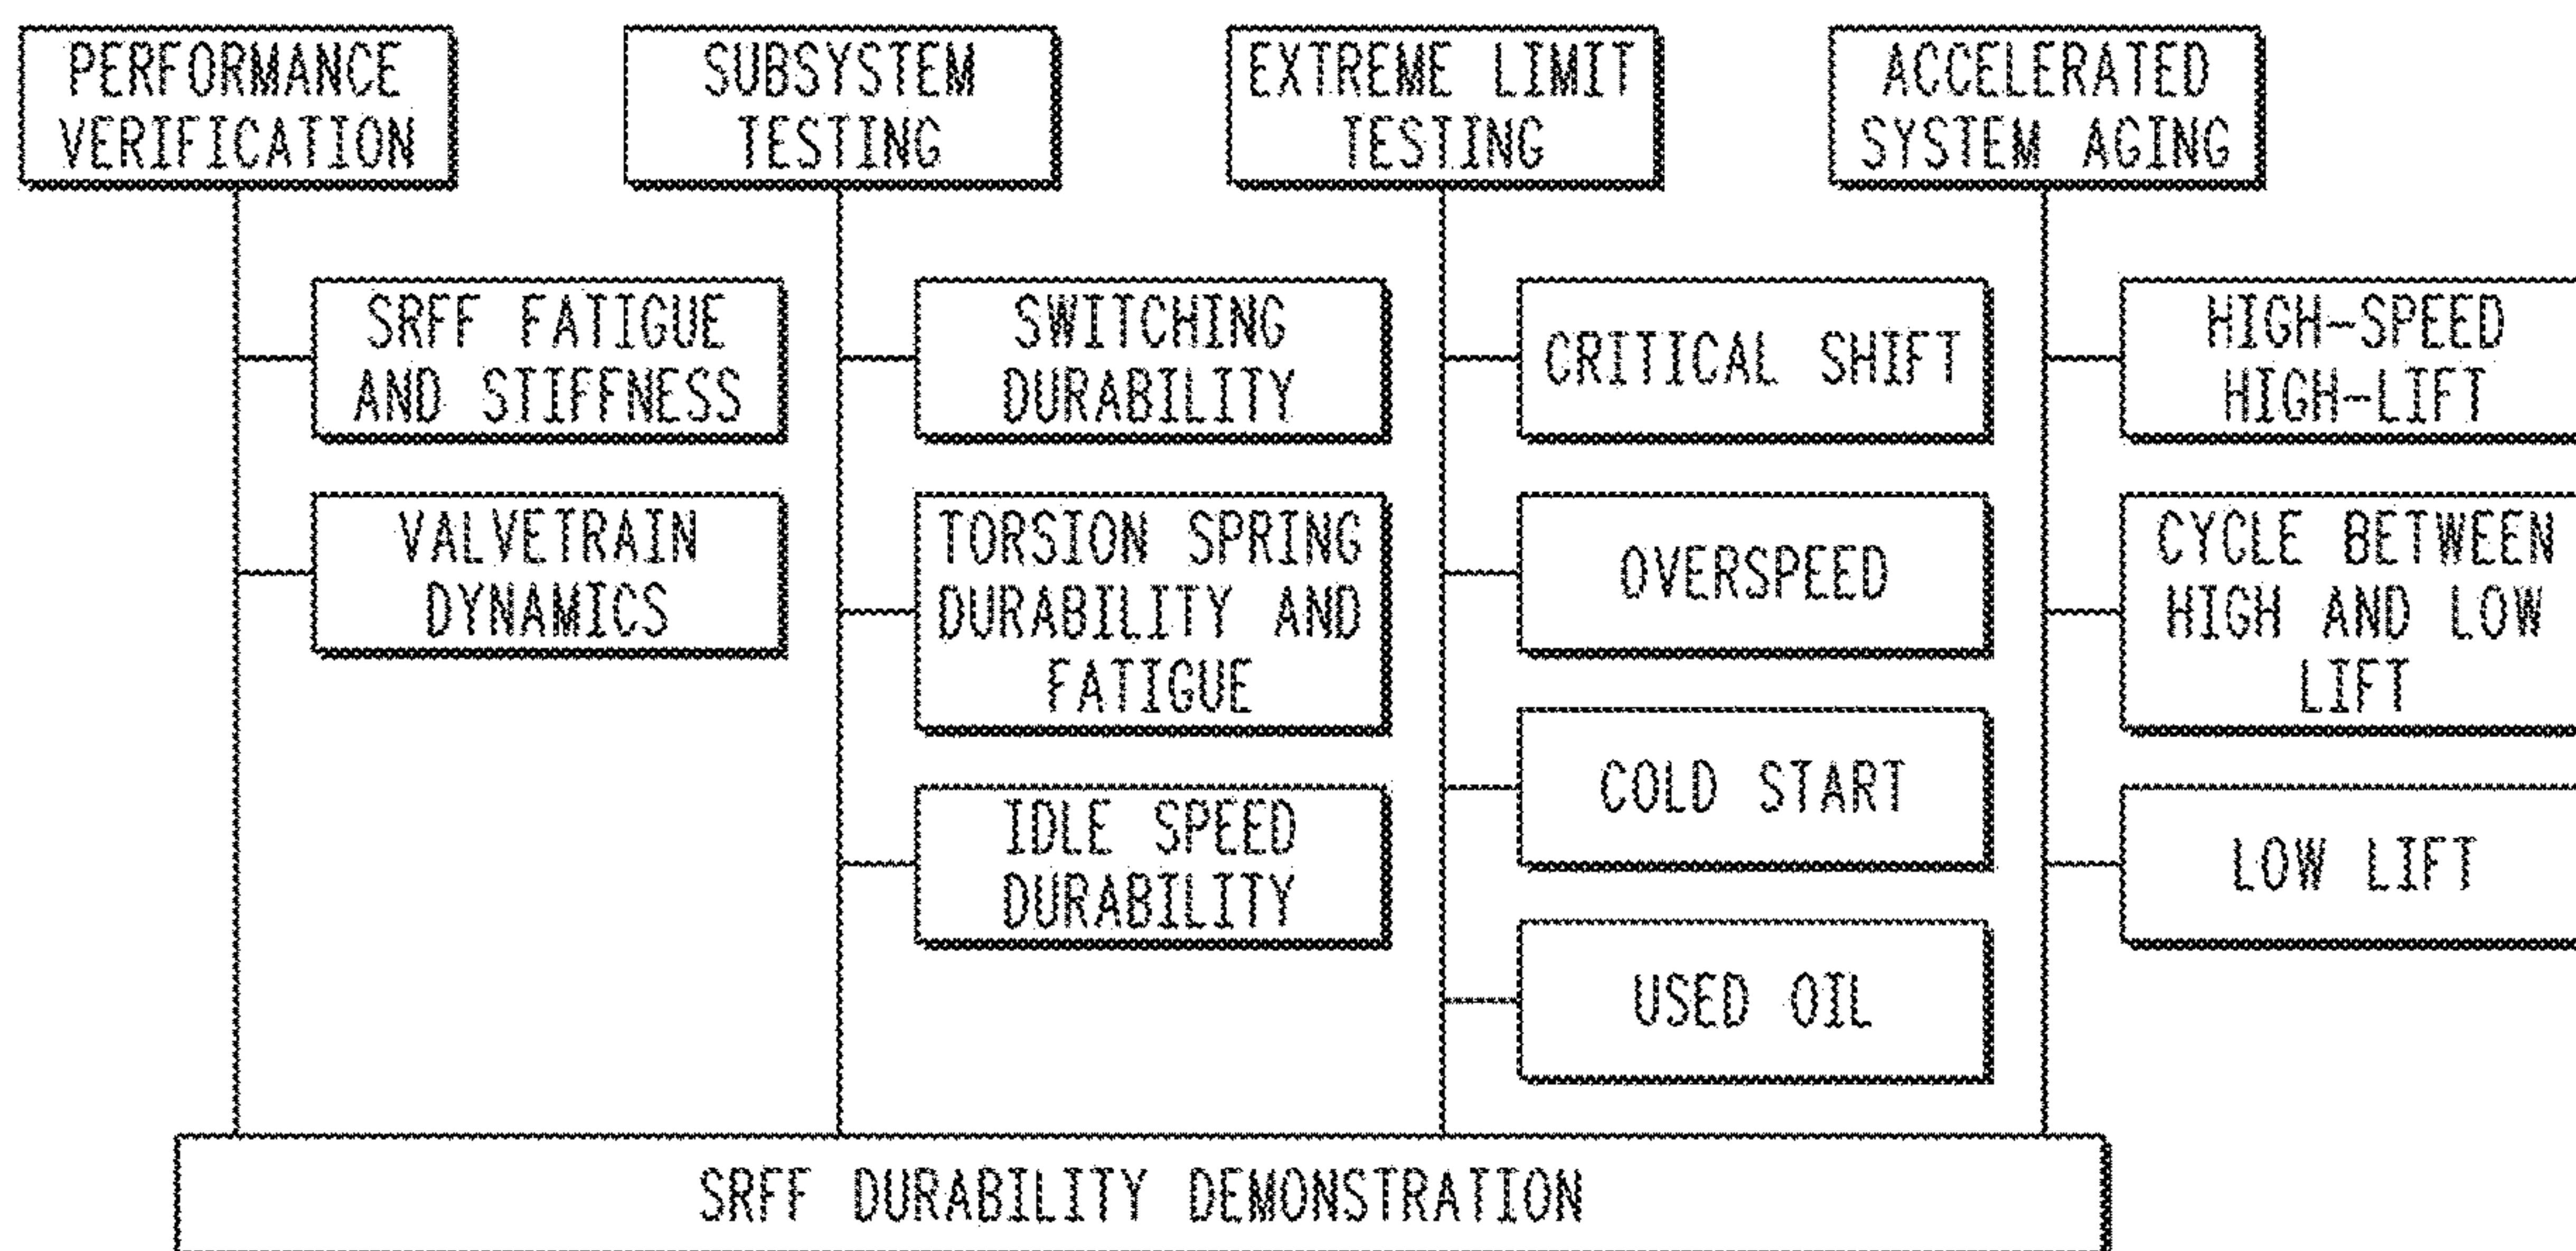 PERFORMANCE
VERIFICATION
SUBSYSTEM
TESTING
EXTREME LIMIT
TESTING
ACCELERATED
SYSTEM AGING
SRFF FATIGUE
AND STIFFNESS
VALVETRAIN
DYNAMICS
SWITCHING
DURABILITY
TORSION SPRING
DURABILITY AND
FATIGUE
IDLE SPEED
DURABILITY
CRITICAL SHIFT
OVERSPEED
COLD START
USED OIL
HIGH-SPEED
HIGH-LIFT
CYCLE BETWEEN
HIGH AND LOW
LIFT
LOW LIFT
SRFF DURABILITY DEMONSTRATION